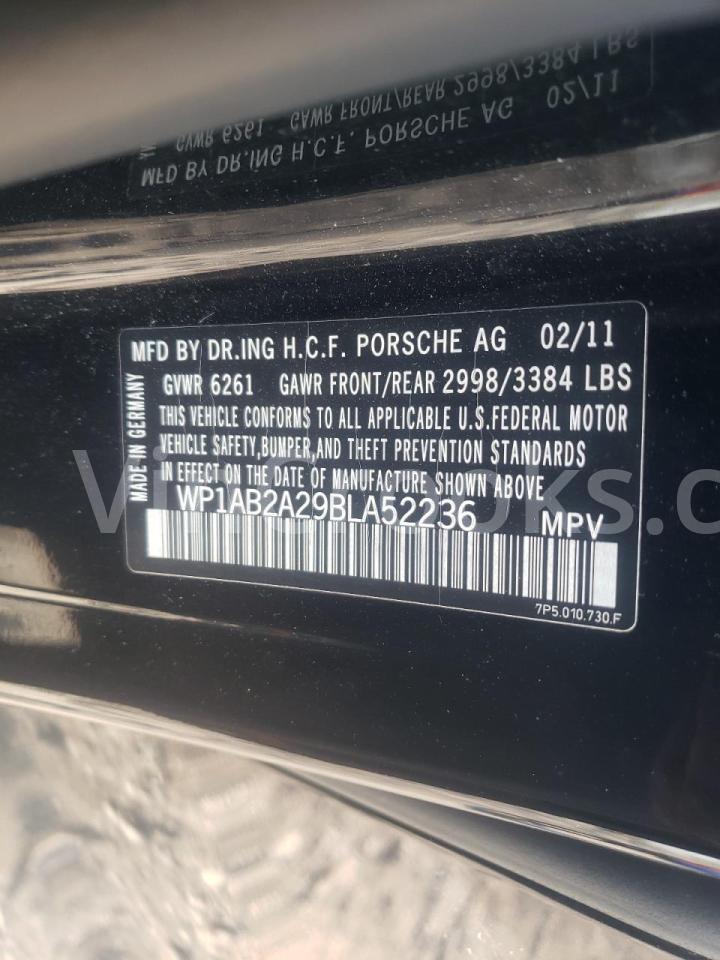 MFD BY DR.ING H.C.F. PORSCHE AG 02/11
GVWR 6261 GAWR FRONT/REAR 2998/3384 LBS
THIS VEHICLE CONFORMS TO ALL APPLICABLE U.S.FEDERAL MOTOR
VEHICLE SAFETY,BUMPER,AND THEFT PREVENTION STANDARDS
IN EFFECT ON THE DATE OF MANUFACTURE SHOWN ABOVE
WP1AB2A29BLA52236 MPV
7P5.010.730.F
MADE IN GERMANY